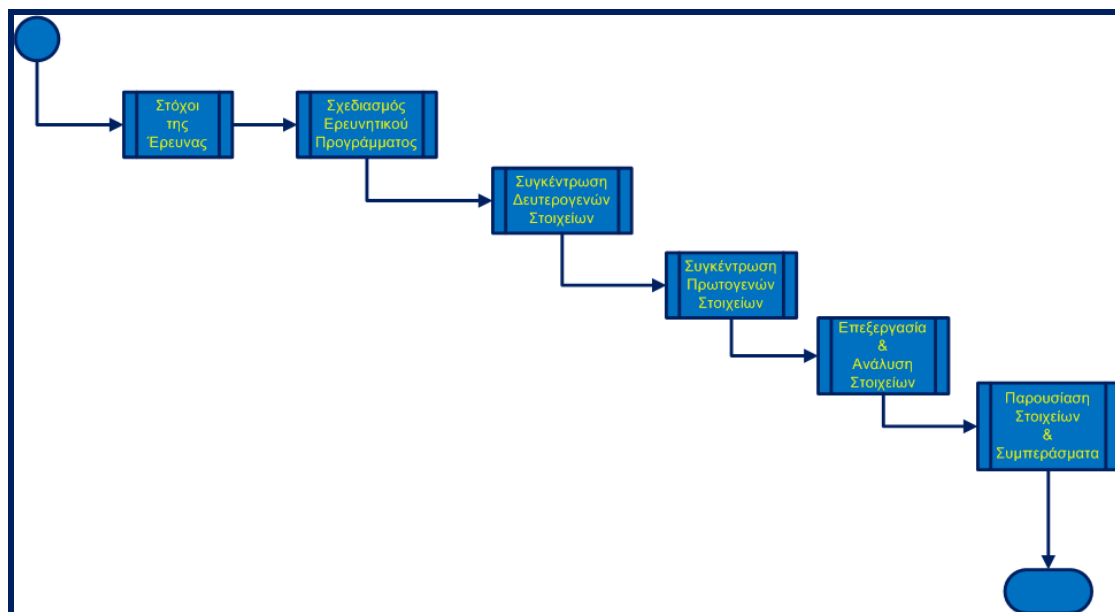 Στόχοι
της
Έρευνας
Σχεδιασμός
Ερευνητικού
Προγράμματος
Συγκέντρωση
Δευτερογενών
Στοιχείων
Συγκέντρωση
Πρωτογενών
Στοιχείων
Επεξεργασία
&
Ανάλυση
Στοιχείων
Παρουσίαση
Στοιχείων
&
Συμπεράσματα